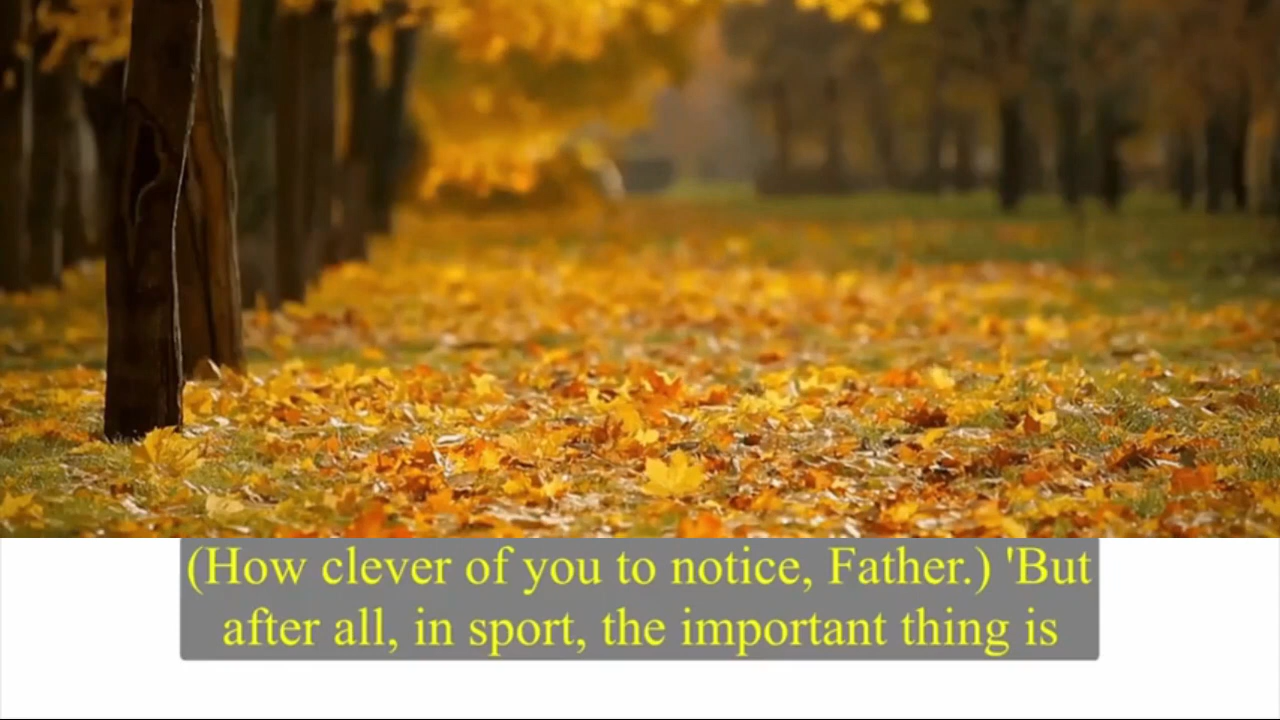 (How clever of you to notice, Father.) 'But
after all, in sport, the important thing is